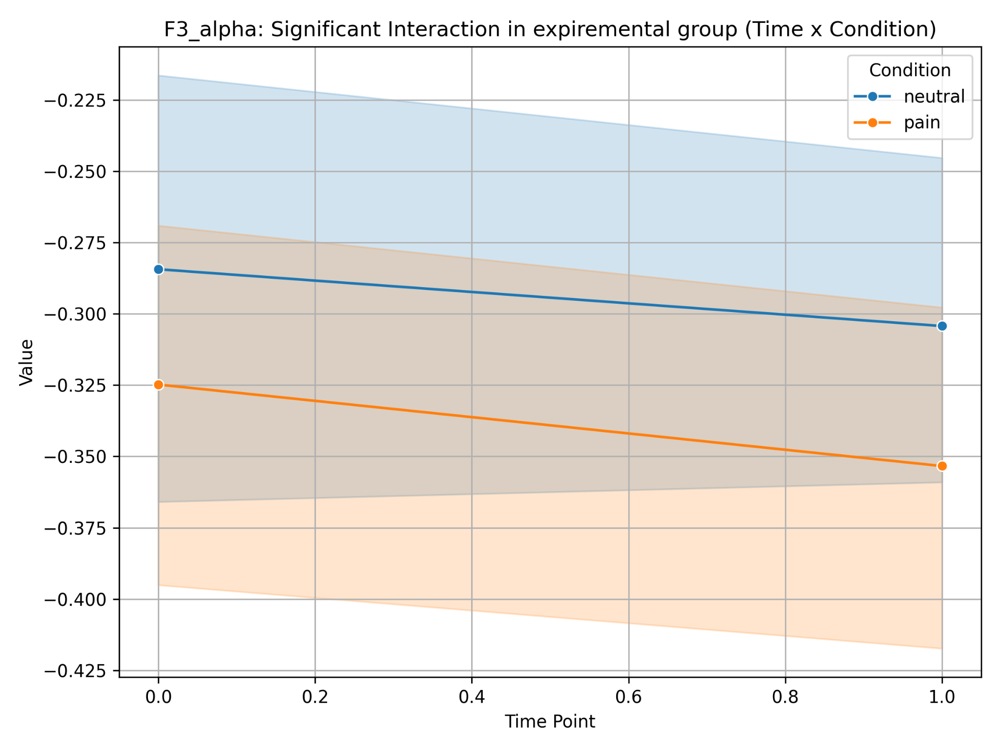 F3_alpha: Significant Interaction in expiremental group (Time x Condition)
Condition
neutral
pain
−0.225
−0.250
−0.275
−0.300
−0.325
−0.350
−0.375
−0.400
−0.425
Value
0.0 0.2 0.4 0.6 0.8 1.0
Time Point